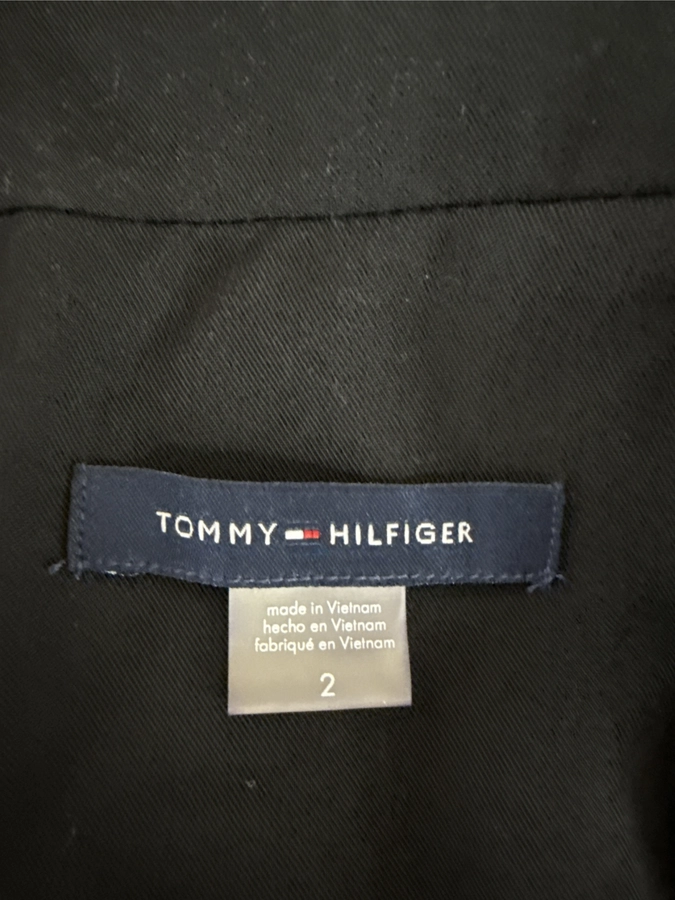 TOMMY HILFIGER
made in Vietnam
hecho en Vietnam
fabriqué en Vietnam
2